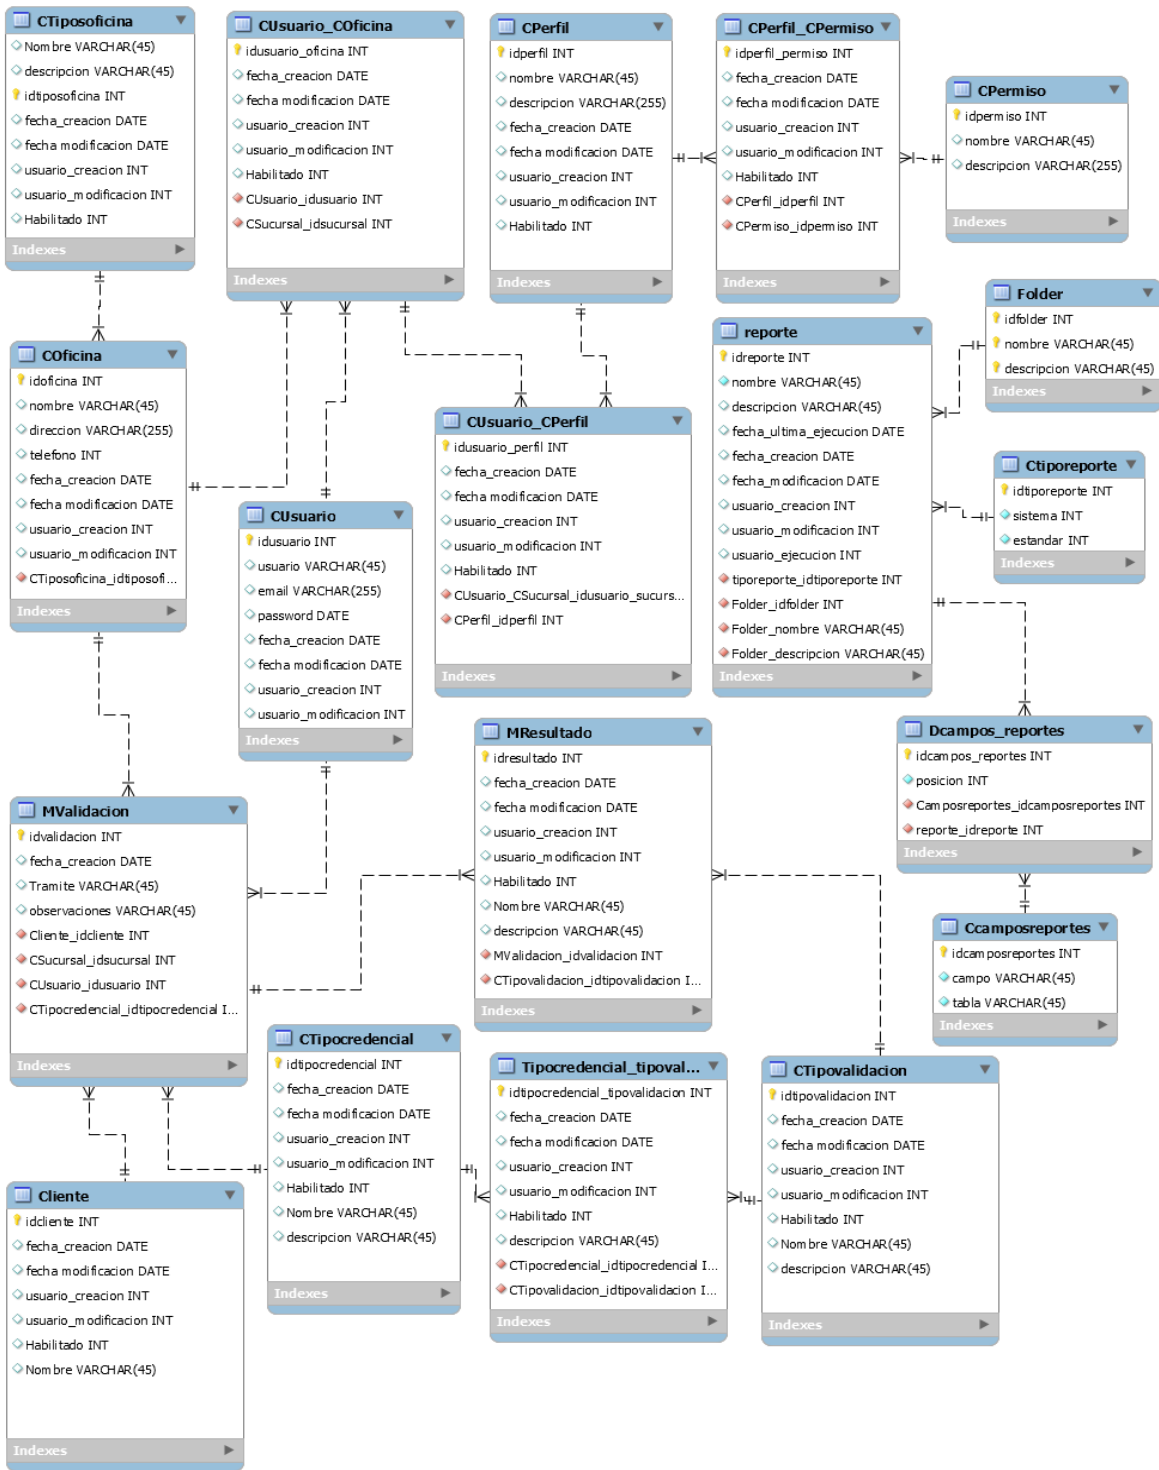 CTiposoficina
Nombre VARCHAR(45)
descripcion VARCHAR(45)
idtiposoficina INT
fecha_creacion DATE
fecha modificacion DATE
usuario_creacion INT
usuario_modificacion INT
Habilitado INT
Indexes
CUsuario_COficina
idusuario_oficina INT
fecha_creacion DATE
fecha modificacion DATE
usuario_creacion INT
usuario_modificacion INT
Habilitado INT
CUsuario_idusuario INT
CSucursal_idsucursal INT
Indexes
CPerfil
idperfil INT
nombre VARCHAR(45)
descripcion VARCHAR(255)
fecha_creacion DATE
fecha modificacion DATE
usuario_creacion INT
usuario_modificacion INT
Habilitado INT
Indexes
CPerfil_CPermiso
idperfil_permiso INT
fecha_creacion DATE
fecha modificacion DATE
usuario_creacion INT
usuario_modificacion INT
Habilitado INT
CPerfil_idperfil INT
CPermiso_idpermiso INT
Indexes
CPermiso
idpermiso INT
nombre VARCHAR(45)
descripcion VARCHAR(255)
Indexes
Folder
idfolder INT
nombre VARCHAR(45)
descripcion VARCHAR(45)
Indexes
COficina
idoficina INT
nombre VARCHAR(45)
direccion VARCHAR(255)
telefono INT
fecha_creacion DATE
fecha modificacion DATE
usuario_creacion INT
usuario_modificacion INT
CTiposoficina_idtiposofi...
Indexes
CUsuario
idusuario INT
usuario VARCHAR(45)
email VARCHAR(255)
password DATE
fecha_creacion DATE
fecha modificacion DATE
usuario_creacion INT
usuario_modificacion INT
Indexes
CUsuario_CPerfil
idusuario_perfil INT
fecha_creacion DATE
fecha modificacion DATE
usuario_creacion INT
usuario_modificacion INT
Habilitado INT
CUsuario_CSucursal_idusuario_sucurs...
CPerfil_idperfil INT
Indexes
reporte
idreporte INT
nombre VARCHAR(45)
descripcion VARCHAR(45)
fecha_ultima_ejecucion DATE
fecha_creacion DATE
fecha_modificacion DATE
usuario_creacion INT
usuario_modificacion INT
usuario_ejecucion INT
tiporeporte_idtiporeporte INT
Folder_idfolder INT
Folder_nombre VARCHAR(45)
Folder_descripcion VARCHAR(45)
Indexes
Ctiporeporte
idtiporeporte INT
sistema INT
estandar INT
Indexes
MValidacion
idvalidacion INT
fecha_creacion DATE
Tramite VARCHAR(45)
observaciones VARCHAR(45)
Cliente_idcliente INT
CSucursal_idsucursal INT
CUsuario_idusuario INT
CTipocredencial_idtipocredencial I...
Indexes
MResultado
idresultado INT
fecha_creacion DATE
fecha modificacion DATE
usuario_creacion INT
usuario_modificacion INT
Habilitado INT
Nombre VARCHAR(45)
descripcion VARCHAR(45)
MValidacion_idvalidacion INT
CTipovalidacion_idtipovalidacion I...
Indexes
Dcampos_reportes
idcampos_reportes INT
posicion INT
Camposreportes_idcamposreportes INT
reporte_idreporte INT
Indexes
Ccamposreportes
idcamposreportes INT
campo VARCHAR(45)
tabla VARCHAR(45)
Indexes
Cliente
idcliente INT
fecha_creacion DATE
fecha modificacion DATE
usuario_creacion INT
usuario_modificacion INT
Habilitado INT
Nombre VARCHAR(45)
Indexes
CTipocredencial
idtipocredencial INT
fecha_creacion DATE
fecha modificacion DATE
usuario_creacion INT
usuario_modificacion INT
Habilitado INT
Nombre VARCHAR(45)
descripcion VARCHAR(45)
Indexes
Tipocredencial_tipoval...
idtipocredencial_tipovalidacion INT
fecha_creacion DATE
fecha modificacion DATE
usuario_creacion INT
usuario_modificacion INT
Habilitado INT
descripcion VARCHAR(45)
CTipocredencial_idtipocredencial I...
CTipovalidacion_idtipovalidacion I...
Indexes
CTipovalidacion
idtipovalidacion INT
fecha_creacion DATE
fecha modificacion DATE
usuario_creacion INT
usuario_modificacion INT
Habilitado INT
Nombre VARCHAR(45)
descripcion VARCHAR(45)
Indexes